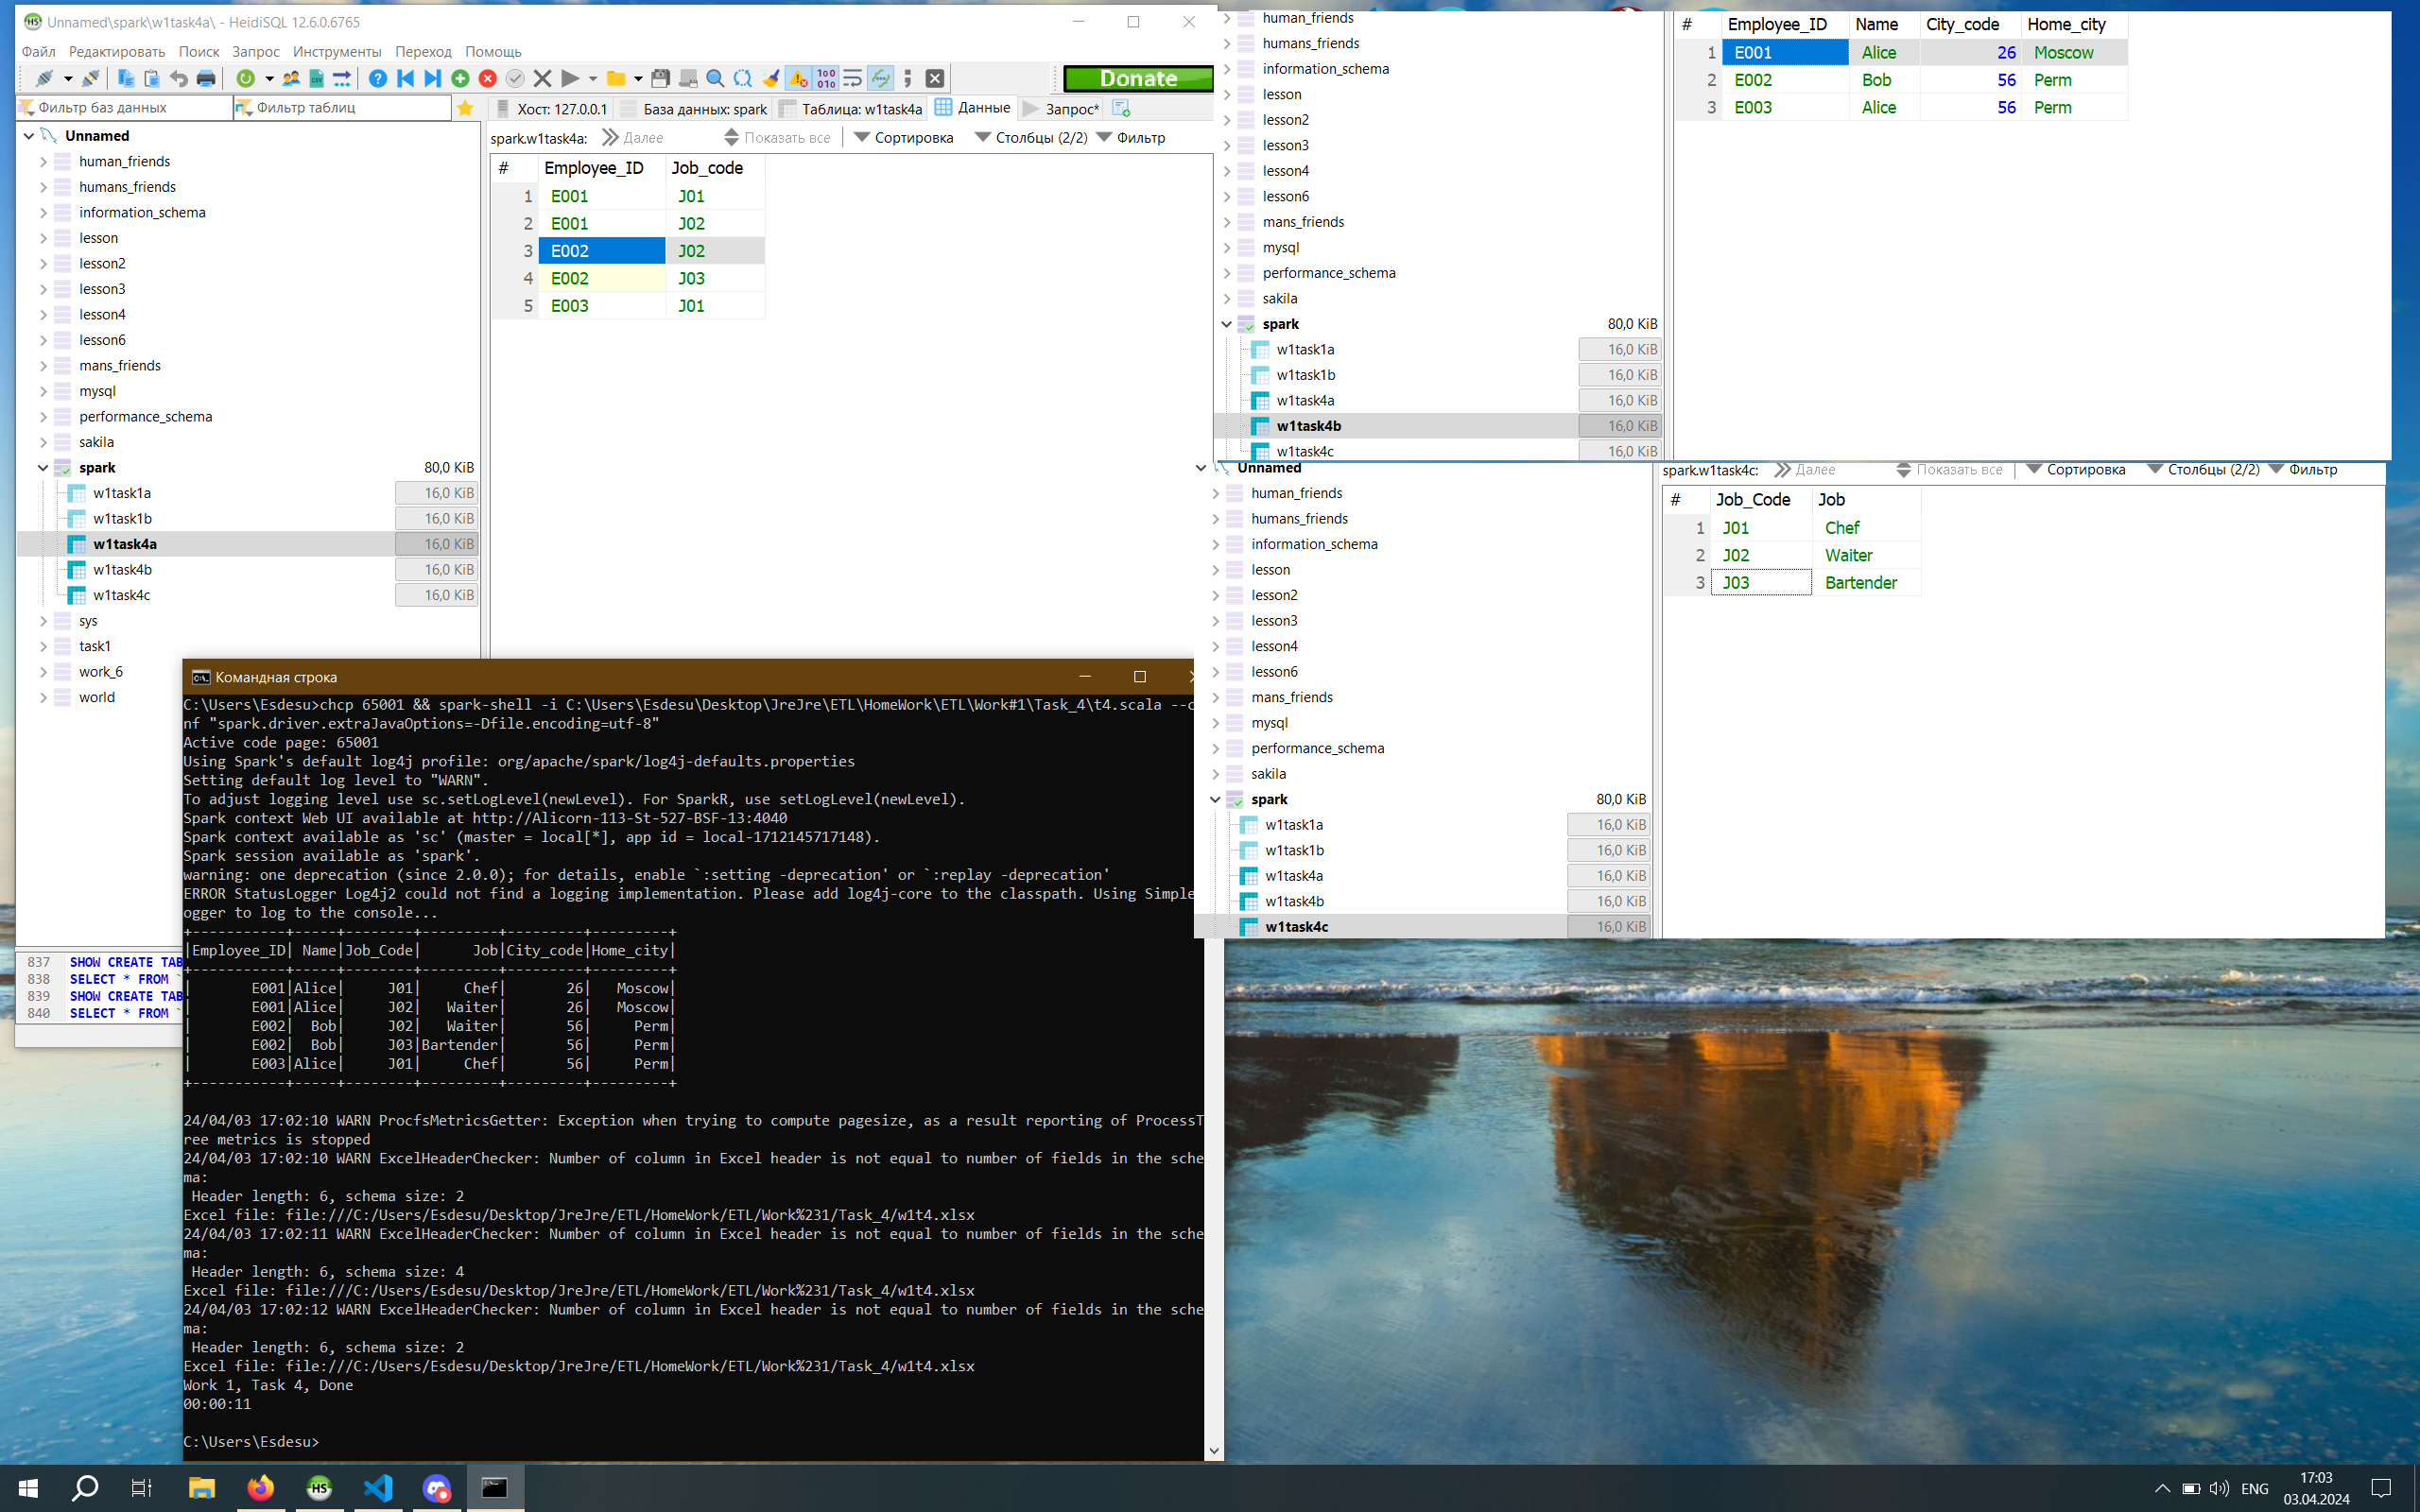 Unnamed\spark\w1task4a\ - HeidiSQL 12.6.0.6765
Файл Редактировать Поиск Запрос Инструменты Переход Помощь
Donate
Фильтр баз данных Фильтр таблиц
Хост: 127.0.0.1 База данных: spark Таблица: w1task4a Данные Запрос*
spark.w1task4a: Далее Показать все Сортировка Столбцы (2/2) Фильтр
Unnamed
human_friends
humans_friends
information_schema
lesson
lesson2
lesson3
lesson4
lesson6
mans_friends
mysql
performance_schema
sakila
spark 80,0 KiB
w1task1a 16,0 KiB
w1task1b 16,0 KiB
w1task4a 16,0 KiB
w1task4b 16,0 KiB
w1task4c 16,0 KiB
sys
task1
work_6
world
# Employee_ID Job_code
1 E001 J01
2 E001 J02
3 E002 J02
4 E002 J03
5 E003 J01
837 SHOW CREATE TAB
838 SELECT * FROM `
839 SHOW CREATE TAB
840 SELECT * FROM `
human_friends
humans_friends
information_schema
lesson
lesson2
lesson3
lesson4
lesson6
mans_friends
mysql
performance_schema
sakila
spark 80,0 KiB
w1task1a 16,0 KiB
w1task1b 16,0 KiB
w1task4a 16,0 KiB
w1task4b 16,0 KiB
w1task4c 16,0 KiB
# Employee_ID Name City_code Home_city
1 E001 Alice 26 Moscow
2 E002 Bob 56 Perm
3 E003 Alice 56 Perm
Unnamed
human_friends
humans_friends
information_schema
lesson
lesson2
lesson3
lesson4
lesson6
mans_friends
mysql
performance_schema
sakila
spark 80,0 KiB
w1task1a 16,0 KiB
w1task1b 16,0 KiB
w1task4a 16,0 KiB
w1task4b 16,0 KiB
w1task4c 16,0 KiB
spark.w1task4c: Далее Показать все Сортировка Столбцы (2/2) Фильтр
# Job_Code Job
1 J01 Chef
2 J02 Waiter
3 J03 Bartender
Командная строка
C:\Users\Esdesu>chcp 65001 && spark-shell -i C:\Users\Esdesu\Desktop\JreJre\ETL\HomeWork\ETL\Work#1\Task_4\t4.scala --c
nf "spark.driver.extraJavaOptions=-Dfile.encoding=utf-8"
Active code page: 65001
Using Spark's default log4j profile: org/apache/spark/log4j-defaults.properties
Setting default log level to "WARN".
To adjust logging level use sc.setLogLevel(newLevel). For SparkR, use setLogLevel(newLevel).
Spark context Web UI available at http://Alicorn-113-St-527-BSF-13:4040
Spark context available as 'sc' (master = local[*], app id = local-1712145717148).
Spark session available as 'spark'.
warning: one deprecation (since 2.0.0); for details, enable `:setting -deprecation' or `:replay -deprecation'
ERROR StatusLogger Log4j2 could not find a logging implementation. Please add log4j-core to the classpath. Using Simple
ogger to log to the console...
+-----------+-----+--------+---------+---------+---------+
|Employee_ID| Name|Job_Code|      Job|City_code|Home_city|
+-----------+-----+--------+---------+---------+---------+
|       E001|Alice|     J01|     Chef|       26|   Moscow|
|       E001|Alice|     J02|   Waiter|       26|   Moscow|
|       E002|  Bob|     J02|   Waiter|       56|     Perm|
|       E002|  Bob|     J03|Bartender|       56|     Perm|
|       E003|Alice|     J01|     Chef|       56|     Perm|
+-----------+-----+--------+---------+---------+---------+
24/04/03 17:02:10 WARN ProcfsMetricsGetter: Exception when trying to compute pagesize, as a result reporting of ProcessT
ree metrics is stopped
24/04/03 17:02:10 WARN ExcelHeaderChecker: Number of column in Excel header is not equal to number of fields in the sche
ma:
Header length: 6, schema size: 2
Excel file: file:///C:/Users/Esdesu/Desktop/JreJre/ETL/HomeWork/ETL/Work%231/Task_4/w1t4.xlsx
24/04/03 17:02:11 WARN ExcelHeaderChecker: Number of column in Excel header is not equal to number of fields in the sche
ma:
Header length: 6, schema size: 4
Excel file: file:///C:/Users/Esdesu/Desktop/JreJre/ETL/HomeWork/ETL/Work%231/Task_4/w1t4.xlsx
24/04/03 17:02:12 WARN ExcelHeaderChecker: Number of column in Excel header is not equal to number of fields in the sche
ma:
Header length: 6, schema size: 2
Excel file: file:///C:/Users/Esdesu/Desktop/JreJre/ETL/HomeWork/ETL/Work%231/Task_4/w1t4.xlsx
Work 1, Task 4, Done
00:00:11
C:\Users\Esdesu>
ENG
17:03
03.04.2024